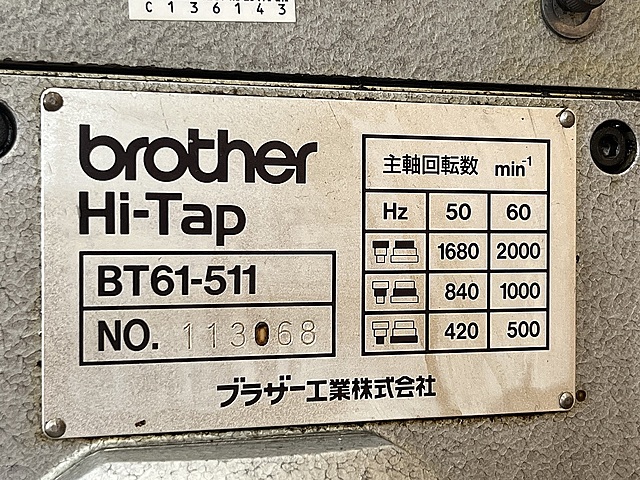 C136143
brother
Hi-Tap
BT61-511
NO. 113068
主軸回転数 min-1
Hz 50 60
1680 2000
840 1000
420 500
ブラザー工業株式会社